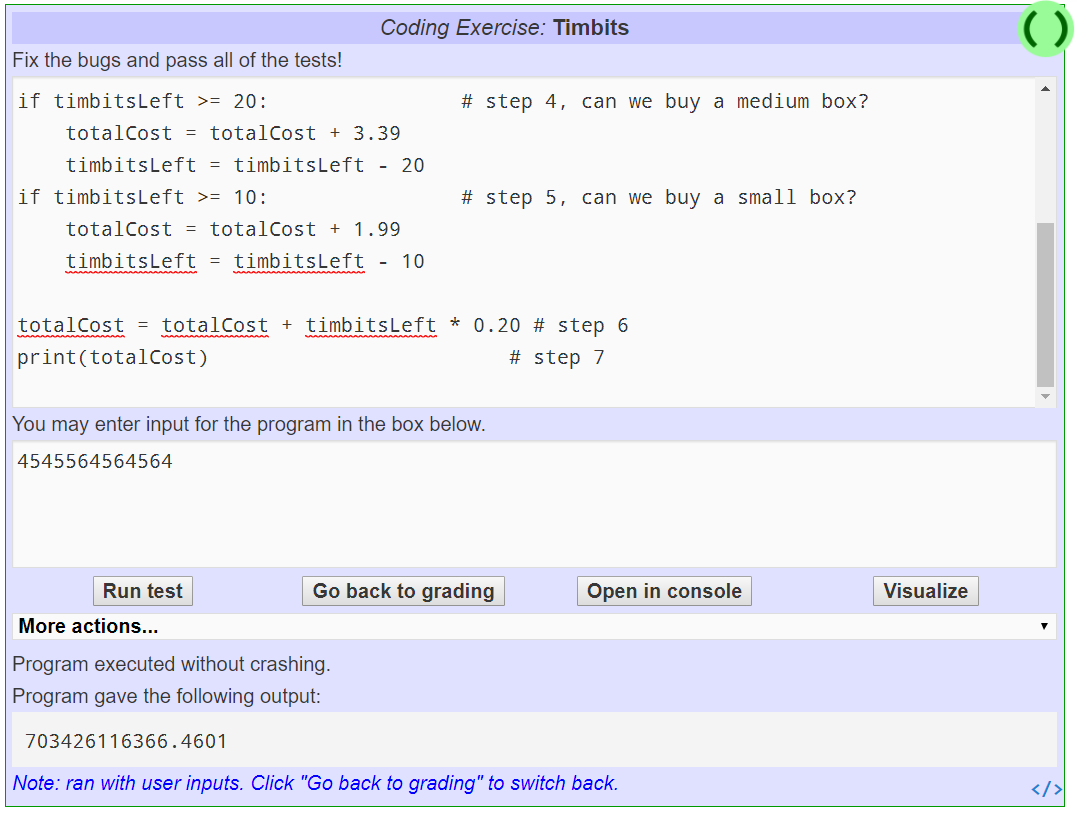 Coding Exercise: Timbits
Fix the bugs and pass all of the tests!
if timbitsLeft >= 20:                # step 4, can we buy a medium box?
    totalCost = totalCost + 3.39
    timbitsLeft = timbitsLeft - 20
if timbitsLeft >= 10:                # step 5, can we buy a small box?
    totalCost = totalCost + 1.99
    timbitsLeft = timbitsLeft - 10
totalCost = totalCost + timbitsLeft * 0.20 # step 6
print(totalCost)                         # step 7
You may enter input for the program in the box below.
4545564564564
Run test Go back to grading Open in console Visualize
More actions...
Program executed without crashing.
Program gave the following output:
703426116366.4601
Note: ran with user inputs. Click "Go back to grading" to switch back.
</>